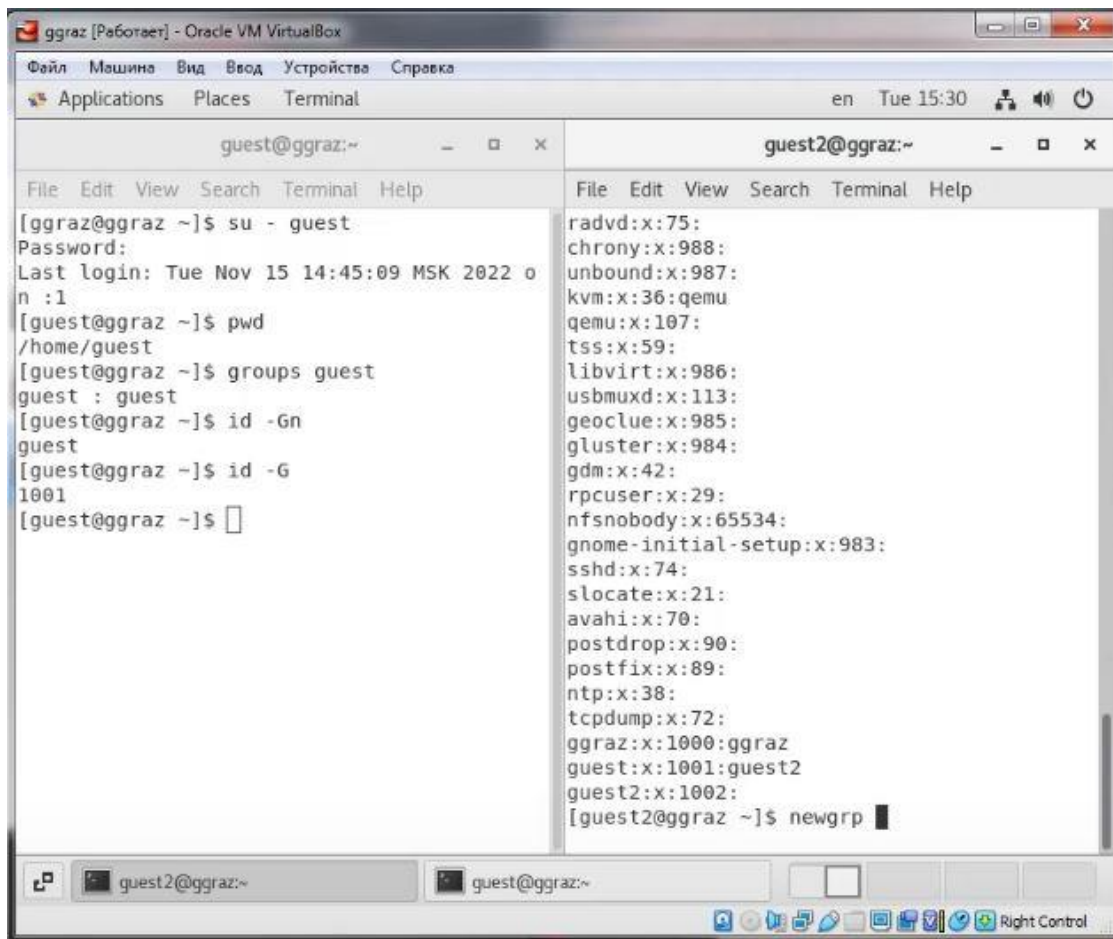 ggraz [Работает] - Oracle VM VirtualBox
Файл Машина Вид Ввод Устройства Справка
Applications Places Terminal en Tue 15:30
guest@ggraz:~
File Edit View Search Terminal Help
[ggraz@ggraz ~]$ su - guest
Password:
Last login: Tue Nov 15 14:45:09 MSK 2022 o
n :1
[guest@ggraz ~]$ pwd
/home/guest
[guest@ggraz ~]$ groups guest
guest : guest
[guest@ggraz ~]$ id -Gn
guest
[guest@ggraz ~]$ id -G
1001
[guest@ggraz ~]$
guest2@ggraz:~
File Edit View Search Terminal Help
radvd:x:75:
chrony:x:988:
unbound:x:987:
kvm:x:36:qemu
qemu:x:107:
tss:x:59:
libvirt:x:986:
usbmuxd:x:113:
geoclue:x:985:
gluster:x:984:
gdm:x:42:
rpcuser:x:29:
nfsnobody:x:65534:
gnome-initial-setup:x:983:
sshd:x:74:
slocate:x:21:
avahi:x:70:
postdrop:x:90:
postfix:x:89:
ntp:x:38:
tcpdump:x:72:
ggraz:x:1000:ggraz
guest:x:1001:guest2
guest2:x:1002:
[guest2@ggraz ~]$ newgrp
guest2@ggraz:~ guest@ggraz:~
Right Control